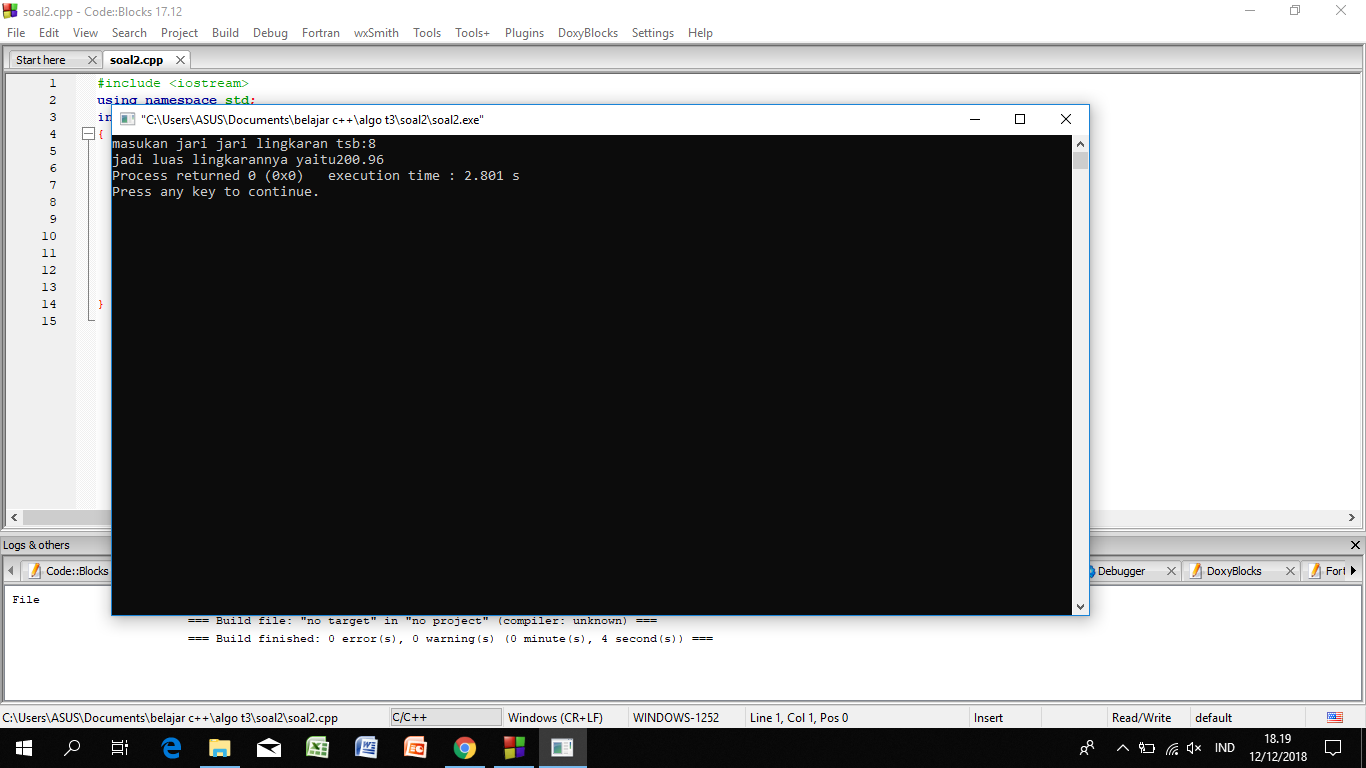 soal2.cpp - Code::Blocks 17.12
File Edit View Search Project Build Debug Fortran wxSmith Tools Tools+ Plugins DoxyBlocks Settings Help
Start here soal2.cpp
1 #include <iostream>
2 using namespace std;
3 in
4 {
5
6
7
8
9
10
11
12
13
14 }
15
"C:\Users\ASUS\Documents\belajar c++\algo t3\soal2\soal2.exe"
masukan jari jari lingkaran tsb:8
jadi luas lingkarannya yaitu200.96
Process returned 0 (0x0)   execution time : 2.801 s
Press any key to continue.
Logs & others
Code::Blocks Debugger DoxyBlocks Fort
File
=== Build file: "no target" in "no project" (compiler: unknown) ===
=== Build finished: 0 error(s), 0 warning(s) (0 minute(s), 4 second(s)) ===
C:\Users\ASUS\Documents\belajar c++\algo t3\soal2\soal2.cpp C/C++ Windows (CR+LF) WINDOWS-1252 Line 1, Col 1, Pos 0 Insert Read/Write default
IND 18.19
12/12/2018